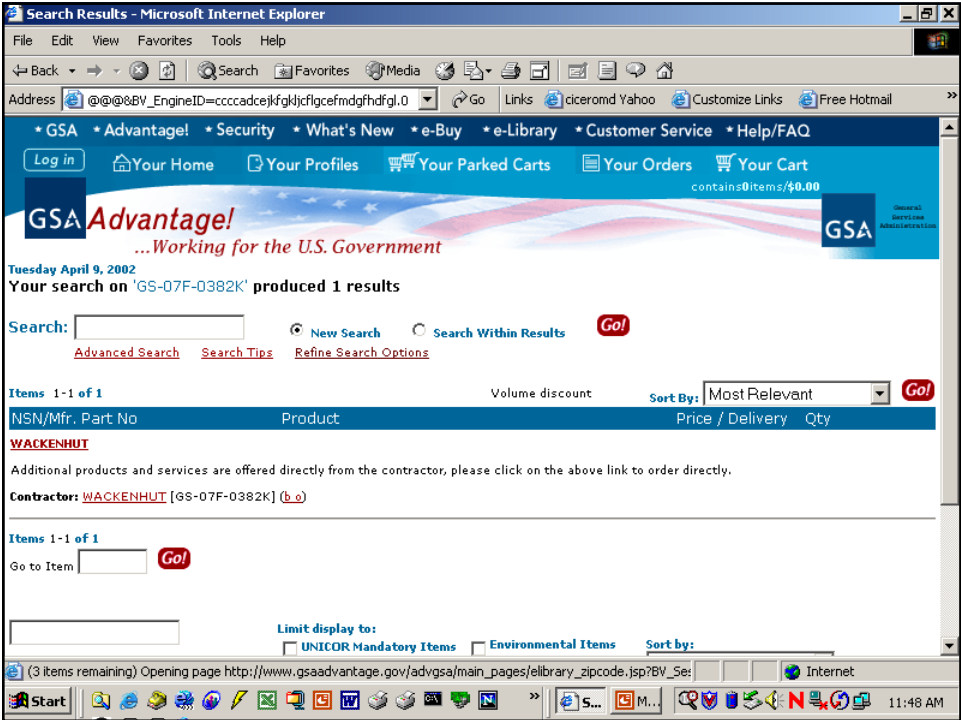 Search Results - Microsoft Internet Explorer
File Edit View Favorites Tools Help
Back Search Favorites Media
Address @@@&BV_EngineID=ccccadcejkfgkljcflgcefmdgfhdfgl.0 Go Links ciceromd Yahoo Customize Links Free Hotmail »
* GSA * Advantage! * Security * What's New * e-Buy * e-Library * Customer Service * Help/FAQ
Log in Your Home Your Profiles Your Parked Carts Your Orders Your Cart
contains0items/$0.00
GSA Advantage!
...Working for the U.S. Government
GSA
General
Services
Administration
Tuesday April 9, 2002
Your search on 'GS-07F-0382K' produced 1 results
Search: New Search Search Within Results Go!
Advanced Search Search Tips Refine Search Options
Items 1-1 of 1 Volume discount Sort By: Most Relevant Go!
NSN/Mfr. Part No Product Price / Delivery Qty
WACKENHUT
Additional products and services are offered directly from the contractor, please click on the above link to order directly.
Contractor: WACKENHUT [GS-07F-0382K] (b o)
Items 1-1 of 1
Go to Item Go!
Limit display to:
UNICOR Mandatory Items Environmental Items Sort by:
(3 items remaining) Opening page http://www.gsaadvantage.gov/advgsa/main_pages/elibrary_zipcode.jsp?BV_Ses Internet
Start » S... M... 11:48 AM